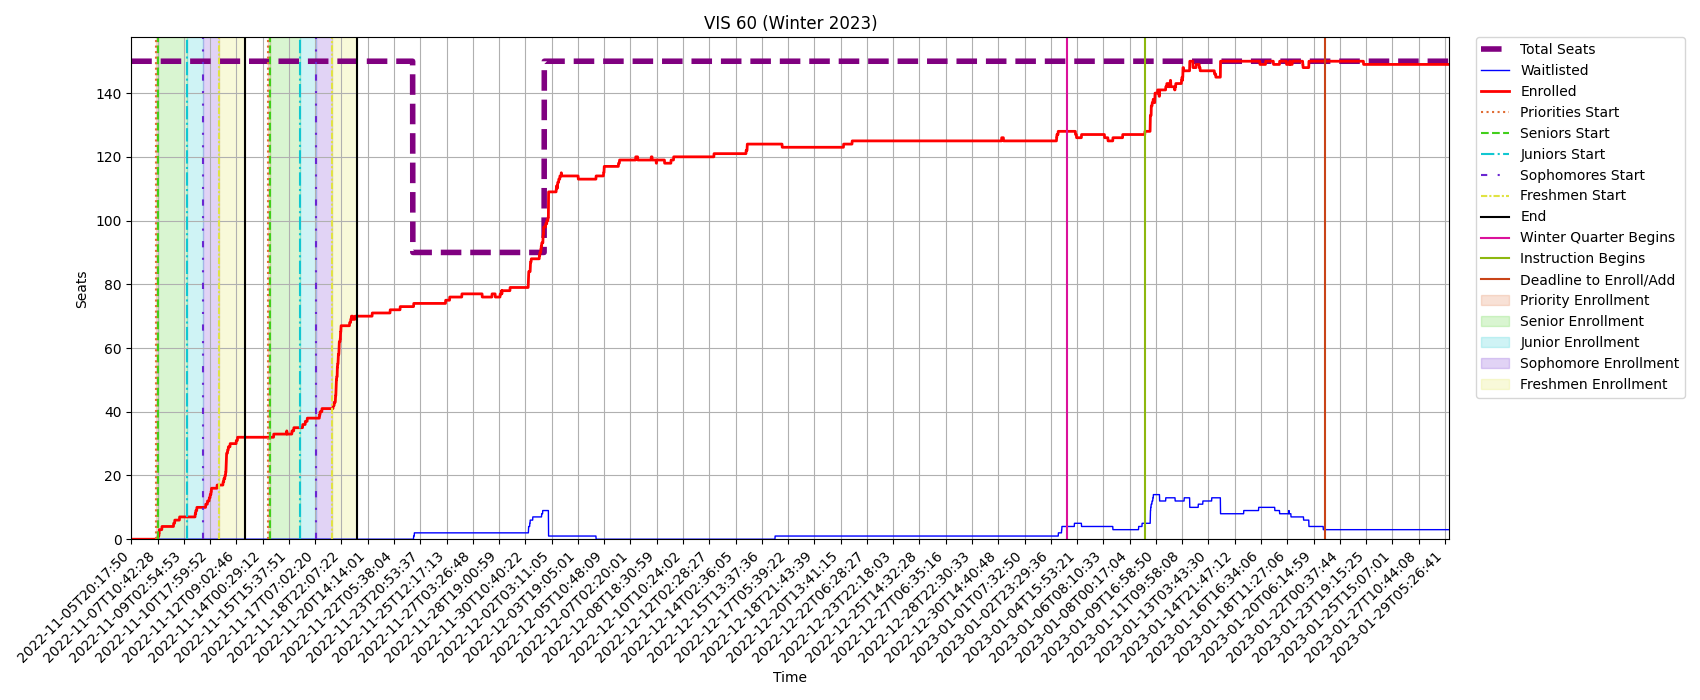 VIS 60 (Winter 2023)
Total Seats
Waitlisted
Enrolled
Priorities Start
Seniors Start
Juniors Start
Sophomores Start
Freshmen Start
End
Winter Quarter Begins
Instruction Begins
Deadline to Enroll/Add
Priority Enrollment
Senior Enrollment
Junior Enrollment
Sophomore Enrollment
Freshmen Enrollment
Seats
140
120
100
80
60
40
20
0
2022-11-05T20:17:50
2022-11-07T10:42:28
2022-11-09T02:54:53
2022-11-10T17:59:52
2022-11-12T09:02:46
2022-11-14T00:29:12
2022-11-15T15:37:51
2022-11-17T07:02:20
2022-11-18T22:07:22
2022-11-20T14:14:01
2022-11-22T05:38:04
2022-11-23T20:53:37
2022-11-25T12:17:13
2022-11-27T03:26:48
2022-11-28T19:00:59
2022-11-30T10:40:22
2022-12-02T03:11:05
2022-12-03T19:05:01
2022-12-05T10:48:09
2022-12-07T02:20:01
2022-12-08T18:30:59
2022-12-10T10:24:02
2022-12-12T02:28:27
2022-12-14T02:36:05
2022-12-15T13:37:36
2022-12-17T05:39:22
2022-12-18T21:43:39
2022-12-20T13:41:15
2022-12-22T06:28:27
2022-12-23T22:18:03
2022-12-25T14:32:28
2022-12-27T06:35:16
2022-12-28T22:30:33
2022-12-30T14:40:48
2023-01-01T07:32:50
2023-01-02T23:29:36
2023-01-04T15:53:21
2023-01-06T08:10:33
2023-01-08T00:17:04
2023-01-09T16:58:50
2023-01-11T09:58:08
2023-01-13T03:43:30
2023-01-14T21:47:12
2023-01-16T16:34:06
2023-01-18T11:27:06
2023-01-20T06:14:59
2023-01-22T00:37:44
2023-01-23T19:15:25
2023-01-25T15:07:01
2023-01-27T10:44:08
2023-01-29T05:26:41
Time